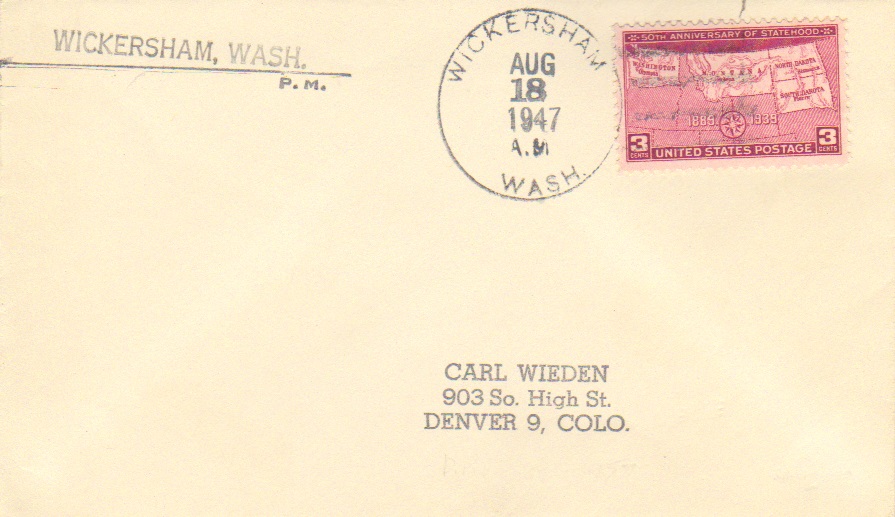 WICKERSHAM, WASH.
P.M.
WICKERSHAM
AUG
18
1947
A.M
WASH.
50TH ANNIVERSARY OF STATEHOOD
WASHINGTON
MONTANA
NORTH DAKOTA
SOUTH DAKOTA
1889 1939
3 CENTS UNITED STATES POSTAGE 3 CENTS
CARL WIEDEN
903 So. High St.
DENVER 9, COLO.